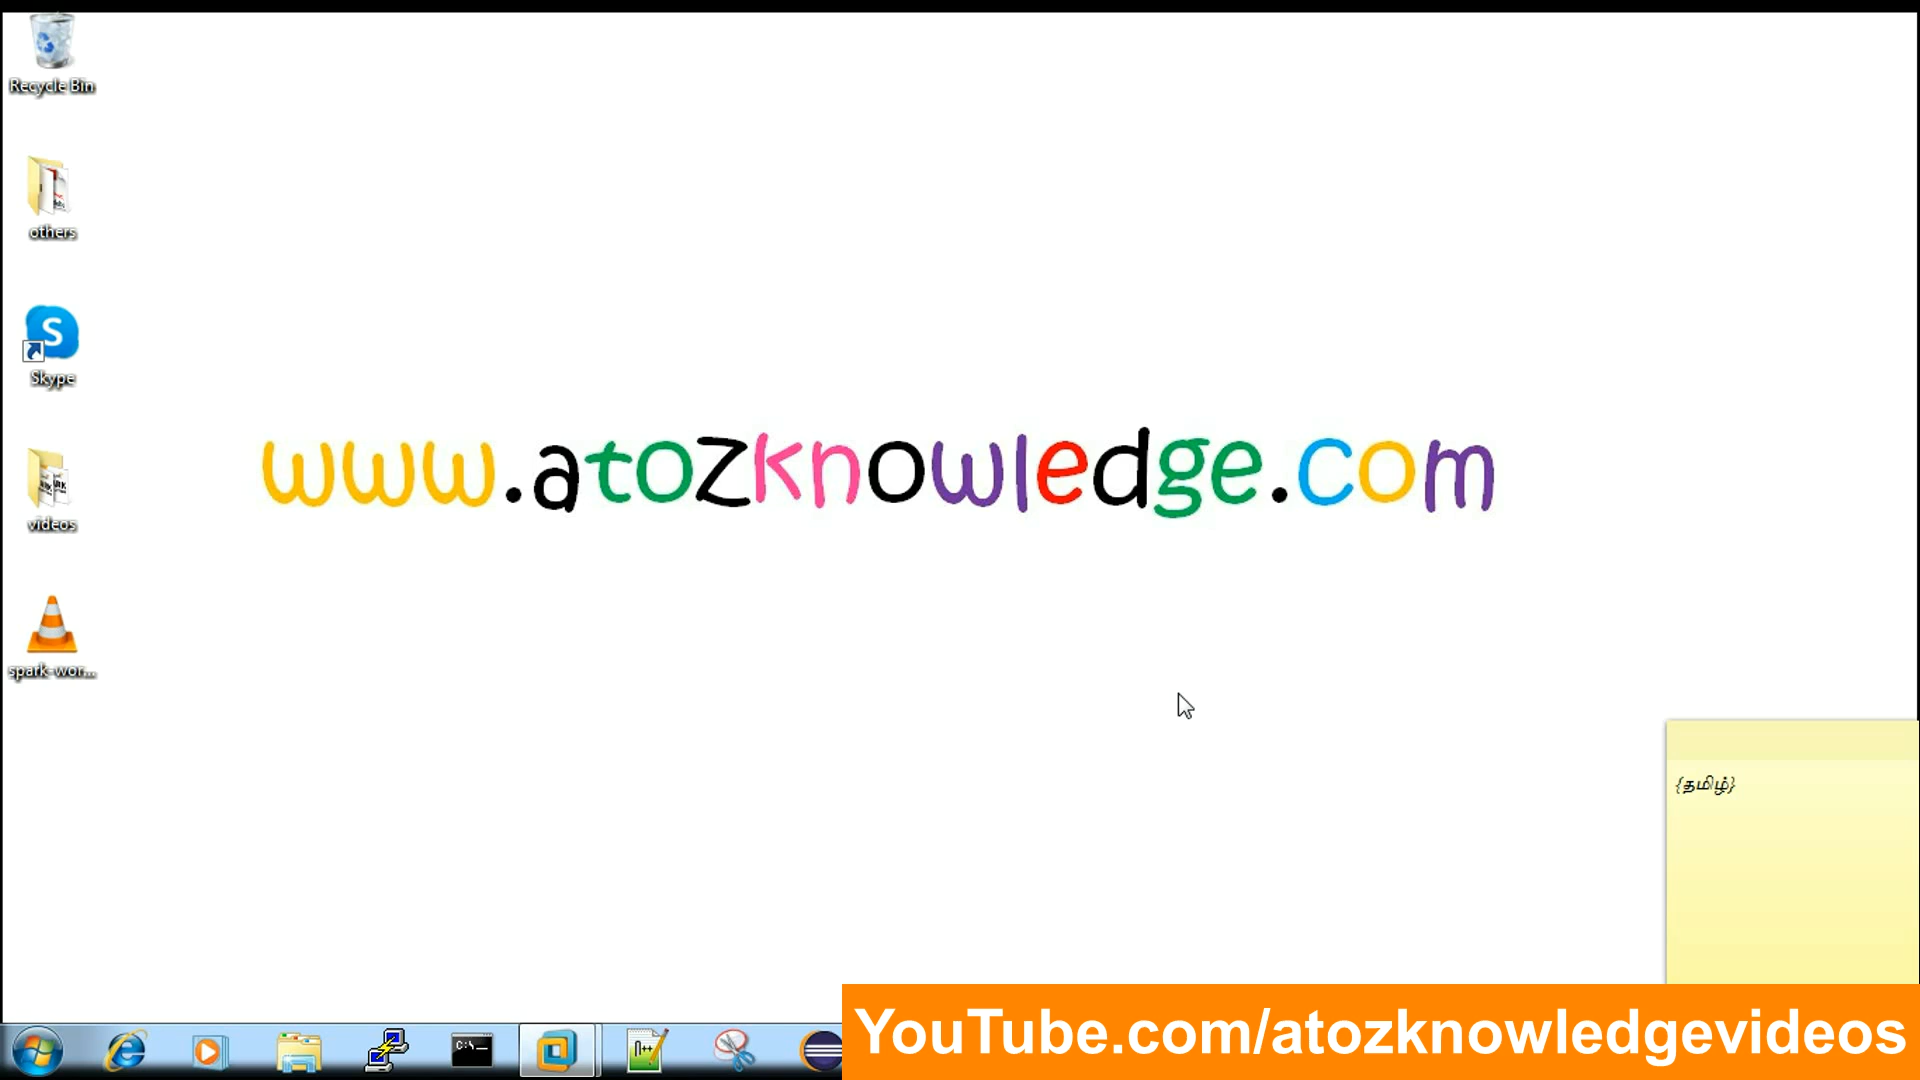 Recycle Bin
others
Skype
videos
spark-wor...
www.atozknowledge.com
{தமிழ்}
YouTube.com/atozknowledgevideos